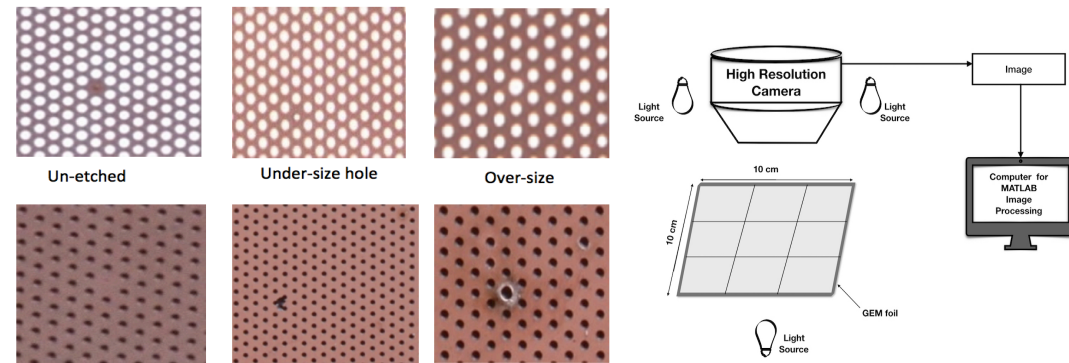 Un-etched
Under-size hole
Over-size
High Resolution
Camera
Light
Source
Light
Source
Image
Computer for
MATLAB
Image
Processing
10 cm
10 cm
GEM foil
Light
Source